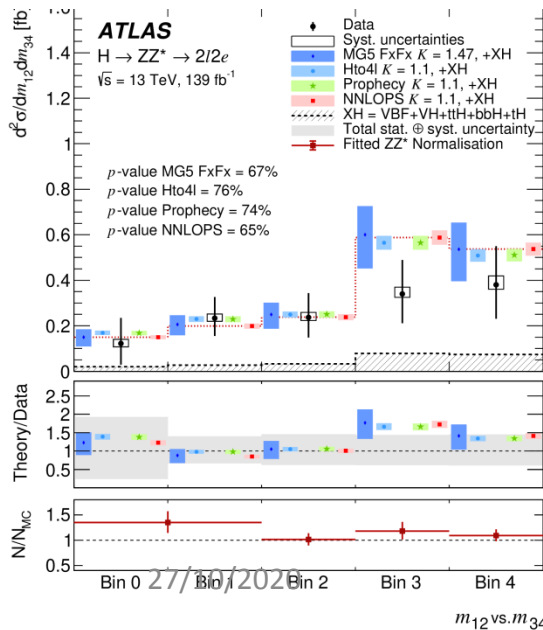 ATLAS
H → ZZ* → 2l2e
√s = 13 TeV, 139 fb⁻¹
Data
Syst. uncertainties
MG5 FxFx K = 1.47, +XH
Hto4l K = 1.1, +XH
Prophecy K = 1.1, +XH
NNLOPS K = 1.1, +XH
XH = VBF+VH+ttH+bbH+tH
Total stat. ⊕ syst. uncertainty
Fitted ZZ* Normalisation
p-value MG5 FxFx = 67%
p-value Hto4l = 76%
p-value Prophecy = 74%
p-value NNLOPS = 65%
d²σ/dm₁₂dm₃₄ [fb]
1.6
1.4
1.2
1
0.8
0.6
0.4
0.2
0
Theory/Data
2.5
2
1.5
1
0.5
N/N_MC
1.5
1
0.5
Bin 0 Bin 1 Bin 2 Bin 3 Bin 4
27/10/2020
m₁₂ vs. m₃₄